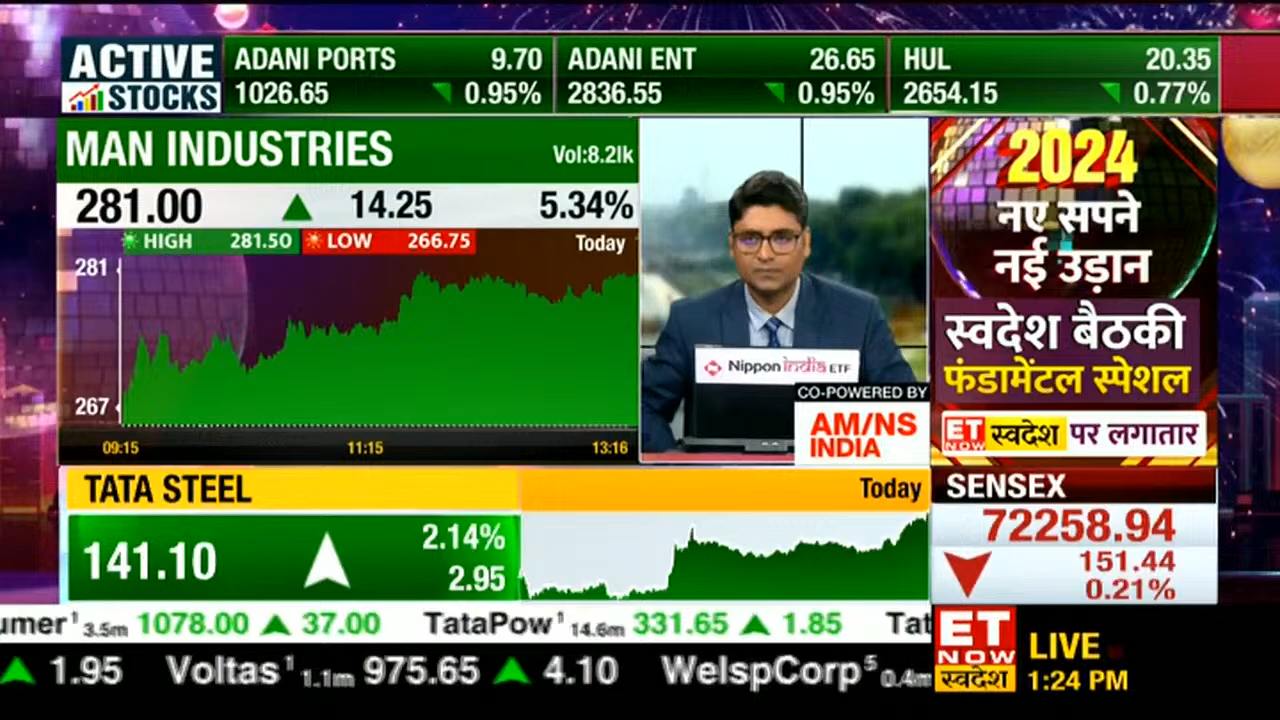 ACTIVE
STOCKS
ADANI PORTS 9.70
1026.65 0.95%
ADANI ENT 26.65
2836.55 0.95%
HUL 20.35
2654.15 0.77%
MAN INDUSTRIES Vol:8.2lk
281.00 14.25 5.34%
HIGH 281.50 LOW 266.75 Today
281
267
09:15 11:15 13:16
Nippon india ETF
CO-POWERED BY
AM/NS
INDIA
2024
नए सपने
नई उड़ान
स्वदेश बैठकी
फंडामेंटल स्पेशल
ET NOW स्वदेश पर लगातार
TATA STEEL Today
141.10
2.14%
2.95
SENSEX
72258.94
151.44
0.21%
umer 1 3.5m 1078.00 37.00 TataPow 1 14.6m 331.65 1.85 Tat
1.95 Voltas 1 1.1m 975.65 4.10 WelspCorp 5 0.4m
ET
NOW
स्वदेश
LIVE
1:24 PM